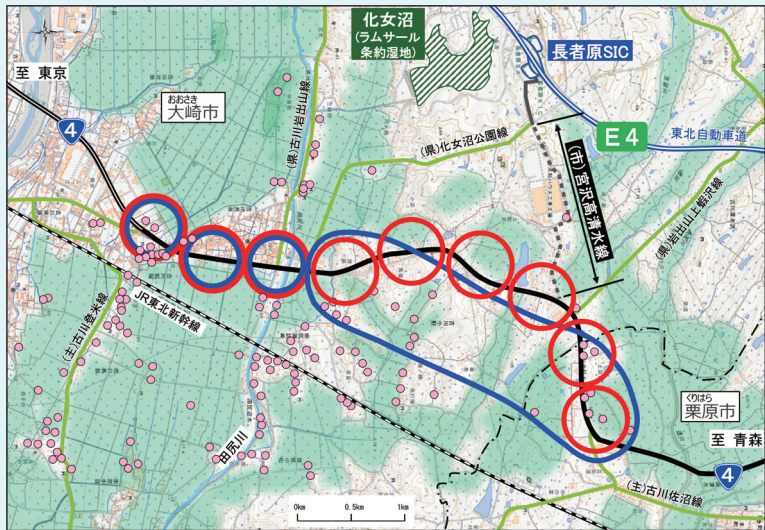 化女沼
(ラムサール
条約湿地)
長者原SIC
至 東京
おおさき
大崎市
4
(県)古川岩出山線
(県)化女沼公園線
E4
東北自動車道
(市)宮沢高清水線
(県)岩出山上蝦沢線
JR東北新幹線
(主)古川登米線
田尻川
くりはら
栗原市
至 青森
4
(主)古川佐沼線
0km
0.5km
1km